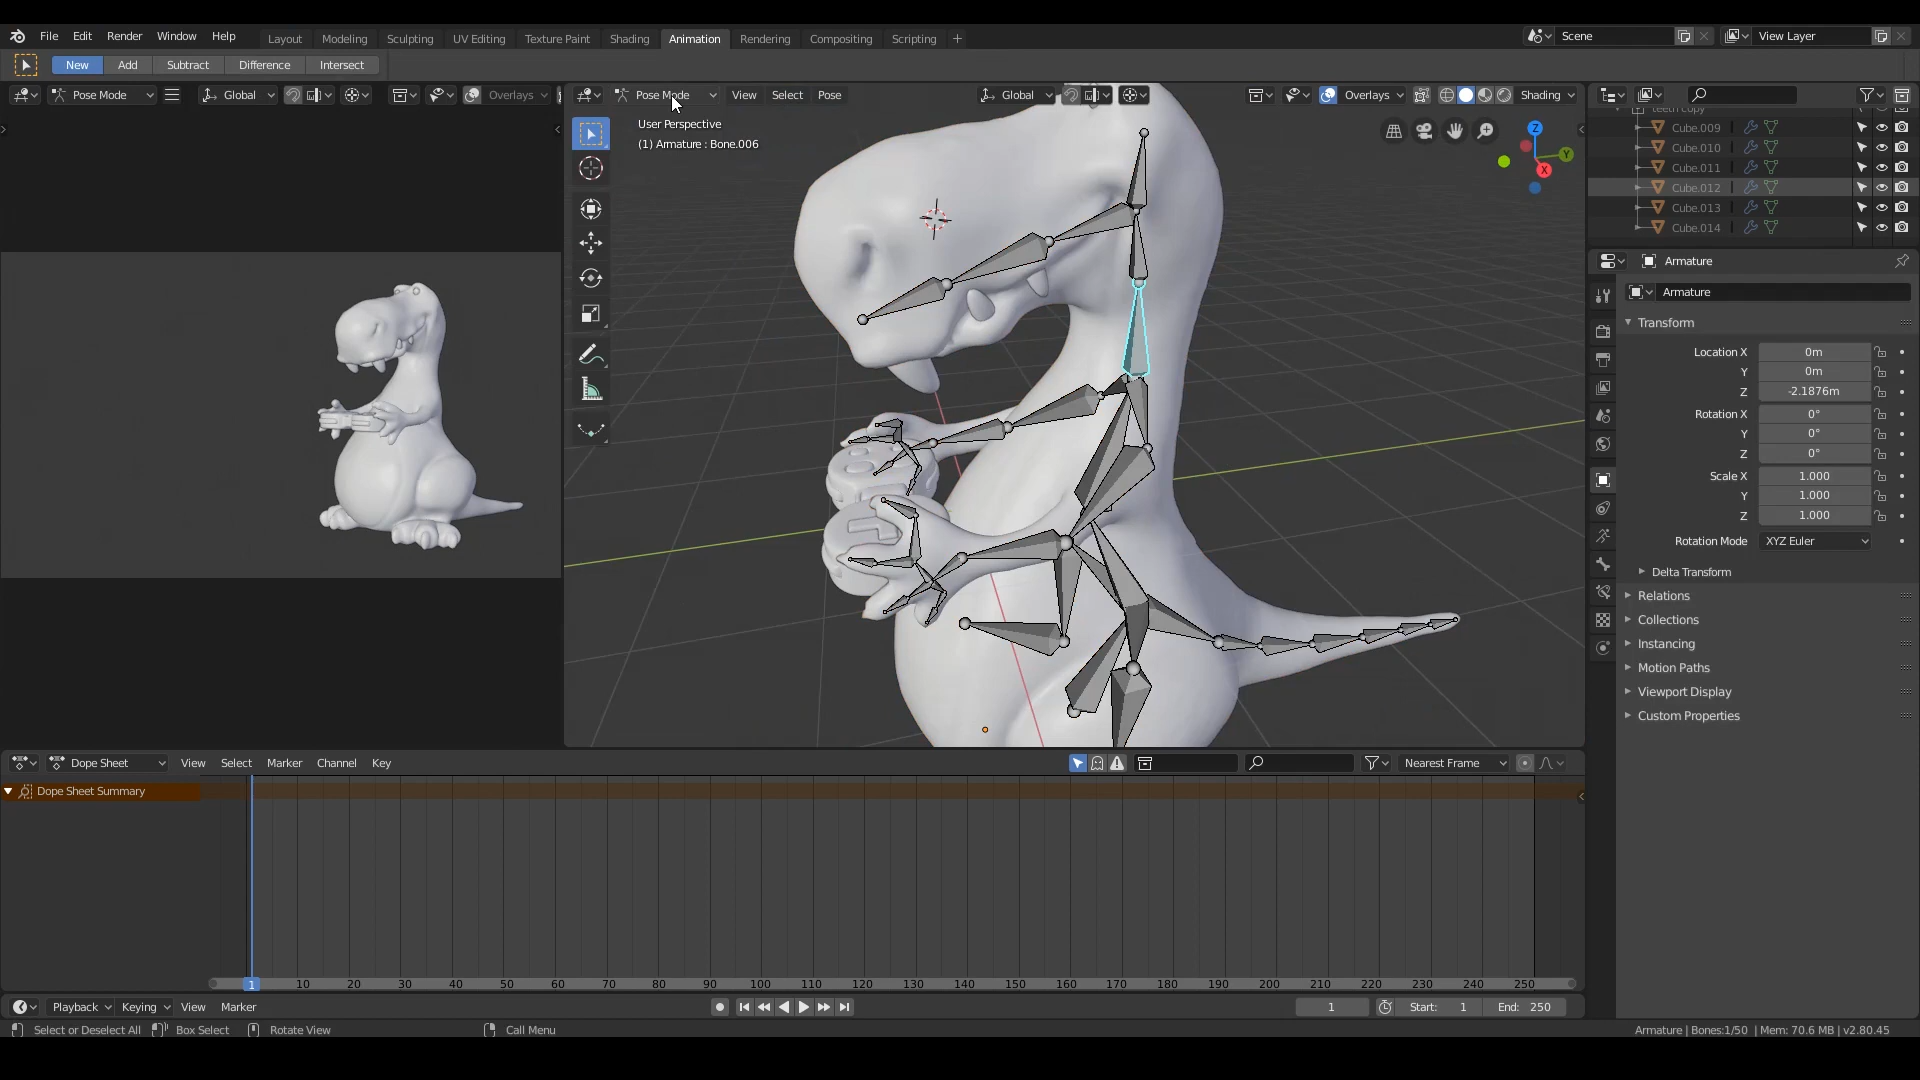 File Edit Render Window Help Layout Modeling Sculpting UV Editing Texture Paint Shading Animation Rendering Compositing Scripting + Scene View Layer
New Add Subtract Difference Intersect
Pose Mode Global Overlays Pose Mode View Select Pose Global Overlays Shading
User Perspective
(1) Armature : Bone.006
Z
Y
X
teeth copy
Cube.009
Cube.010
Cube.011
Cube.012
Cube.013
Cube.014
Armature
Armature
Transform
Location X 0m
Y 0m
Z -2.1876m
Rotation X 0°
Y 0°
Z 0°
Scale X 1.000
Y 1.000
Z 1.000
Rotation Mode XYZ Euler
Delta Transform
Relations
Collections
Instancing
Motion Paths
Viewport Display
Custom Properties
Dope Sheet View Select Marker Channel Key Nearest Frame
Dope Sheet Summary
1 10 20 30 40 50 60 70 80 90 100 110 120 130 140 150 160 170 180 190 200 210 220 230 240 250
Playback Keying View Marker 1 Start: 1 End: 250
Select or Deselect All Box Select Rotate View Call Menu Armature | Bones:1/50 | Mem: 70.6 MB | v2.80.45